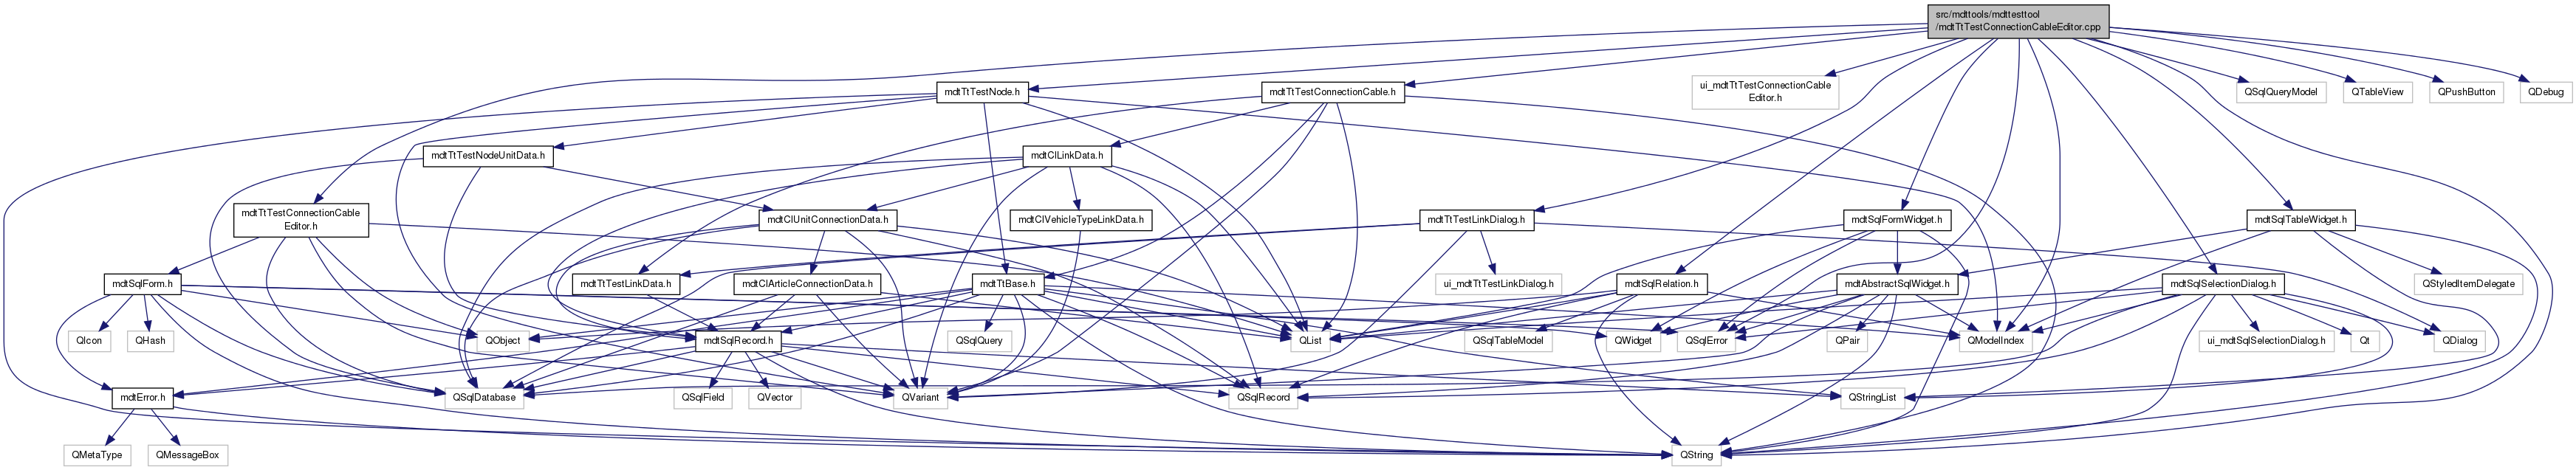 src/mdttools/mdttesttool
/mdtTtTestConnectionCableEditor.cpp
mdtTtTestNode.h
mdtTtTestConnectionCable.h
ui_mdtTtTestConnectionCable
Editor.h
QSqlQueryModel
QTableView
QPushButton
QDebug
mdtTtTestNodeUnitData.h
mdtClLinkData.h
mdtTtTestConnectionCable
Editor.h
mdtClUnitConnectionData.h
mdtClVehicleTypeLinkData.h
mdtTtTestLinkDialog.h
mdtSqlFormWidget.h
mdtSqlTableWidget.h
mdtSqlForm.h
mdtTtTestLinkData.h
mdtClArticleConnectionData.h
mdtTtBase.h
ui_mdtTtTestLinkDialog.h
mdtSqlRelation.h
mdtAbstractSqlWidget.h
mdtSqlSelectionDialog.h
QStyledItemDelegate
QIcon
QHash
QObject
mdtSqlRecord.h
QSqlQuery
QList
QSqlTableModel
QWidget
QSqlError
QPair
QModelIndex
ui_mdtSqlSelectionDialog.h
Qt
QDialog
mdtError.h
QSqlDatabase
QSqlField
QVector
QVariant
QSqlRecord
QStringList
QMetaType
QMessageBox
QString